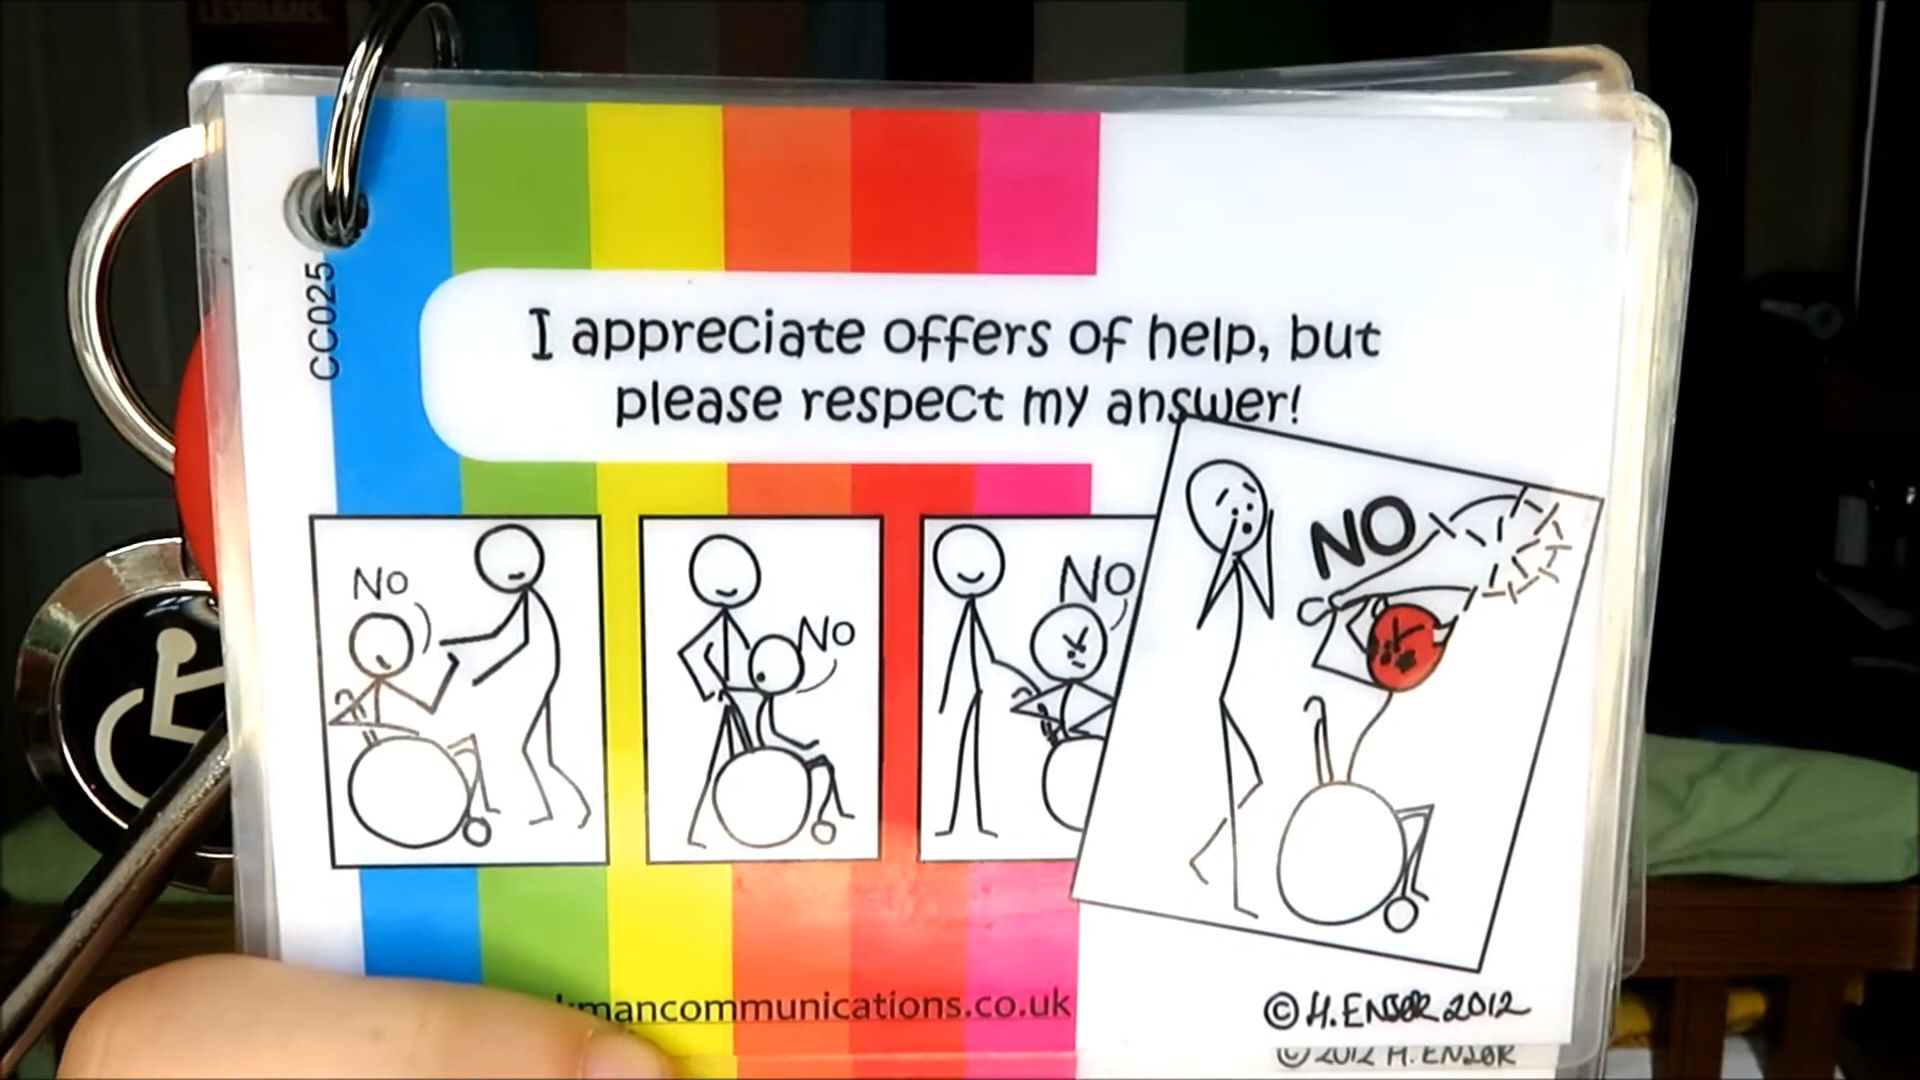 CC025
I appreciate offers of help, but
please respect my answer!
NO
NO
NO
NO
mancommunications.co.uk
© H. ENSOR 2012
© 2012 H. ENSOR